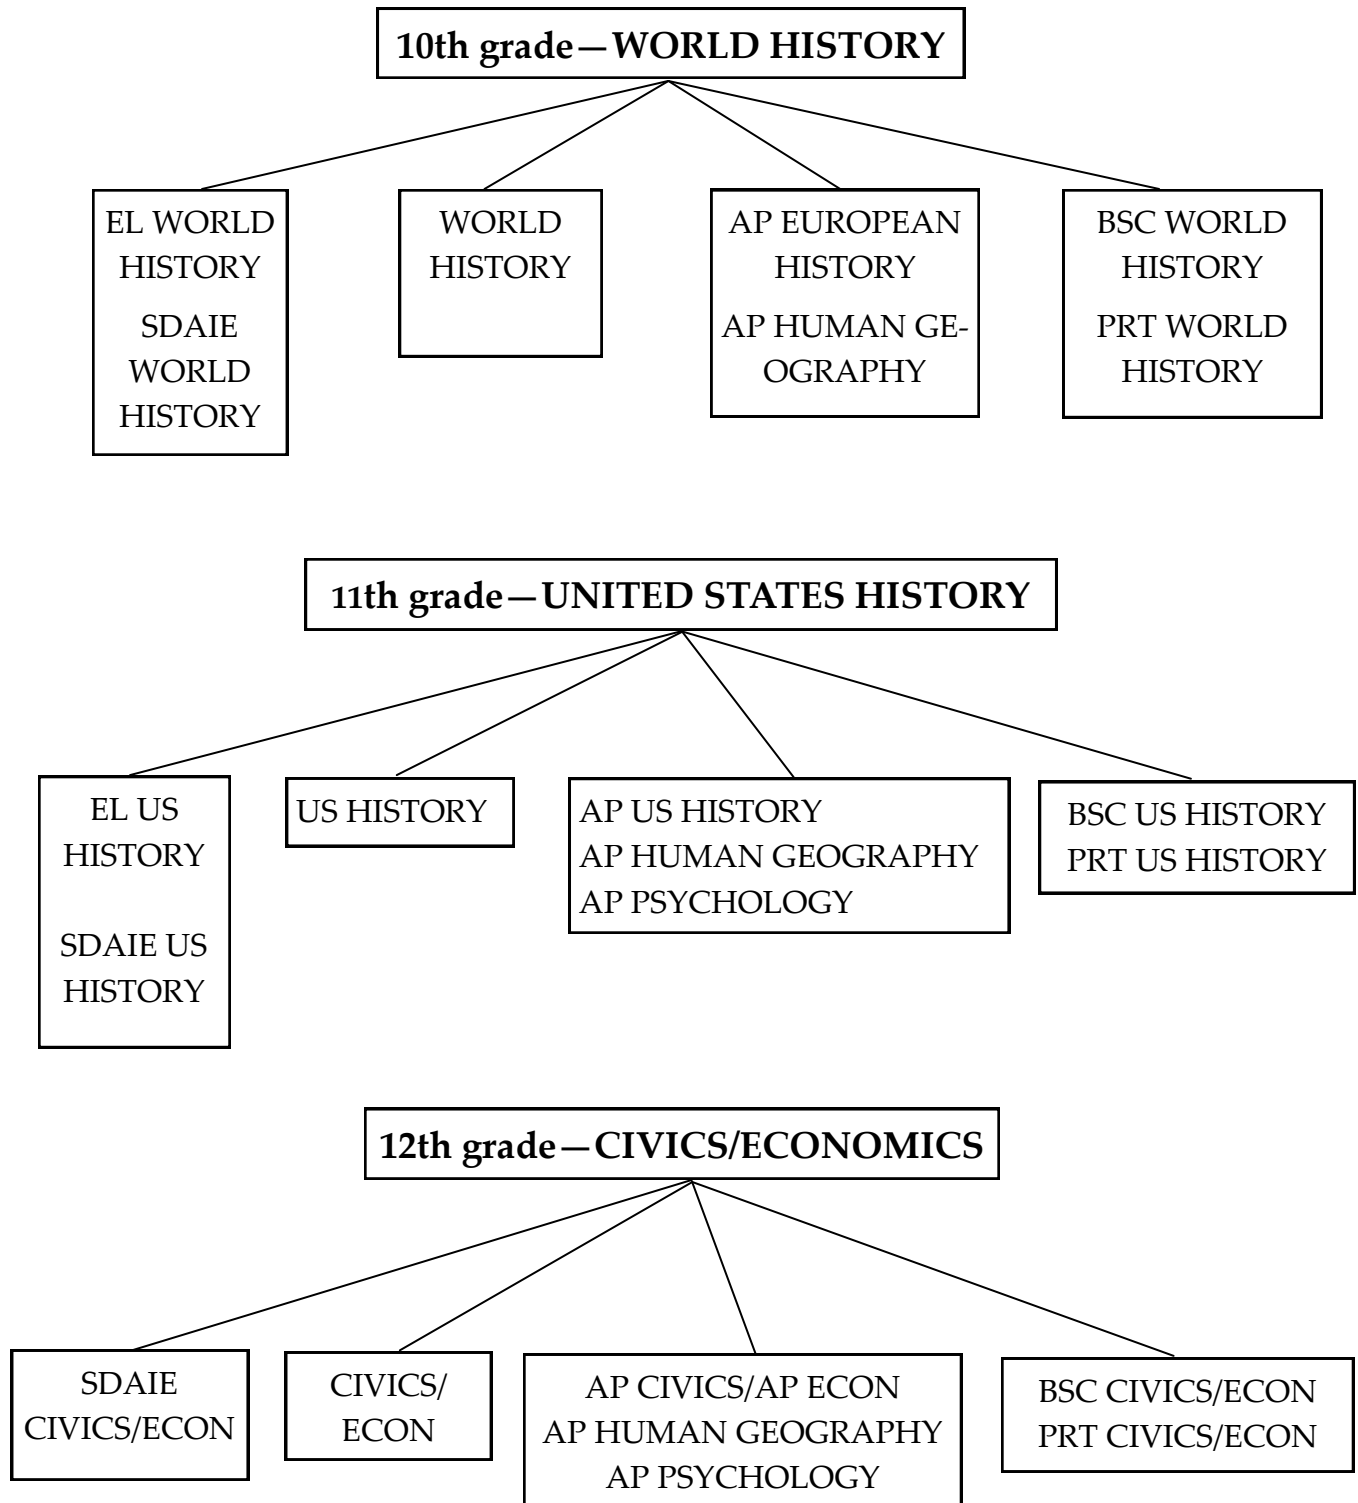 10th grade—WORLD HISTORY
EL WORLD
HISTORY
SDAIE
WORLD
HISTORY
WORLD
HISTORY
AP EUROPEAN
HISTORY
AP HUMAN GE-
OGRAPHY
BSC WORLD
HISTORY
PRT WORLD
HISTORY
11th grade—UNITED STATES HISTORY
EL US
HISTORY
SDAIE US
HISTORY
US HISTORY
AP US HISTORY
AP HUMAN GEOGRAPHY
AP PSYCHOLOGY
BSC US HISTORY
PRT US HISTORY
12th grade—CIVICS/ECONOMICS
SDAIE
CIVICS/ECON
CIVICS/
ECON
AP CIVICS/AP ECON
AP HUMAN GEOGRAPHY
AP PSYCHOLOGY
BSC CIVICS/ECON
PRT CIVICS/ECON